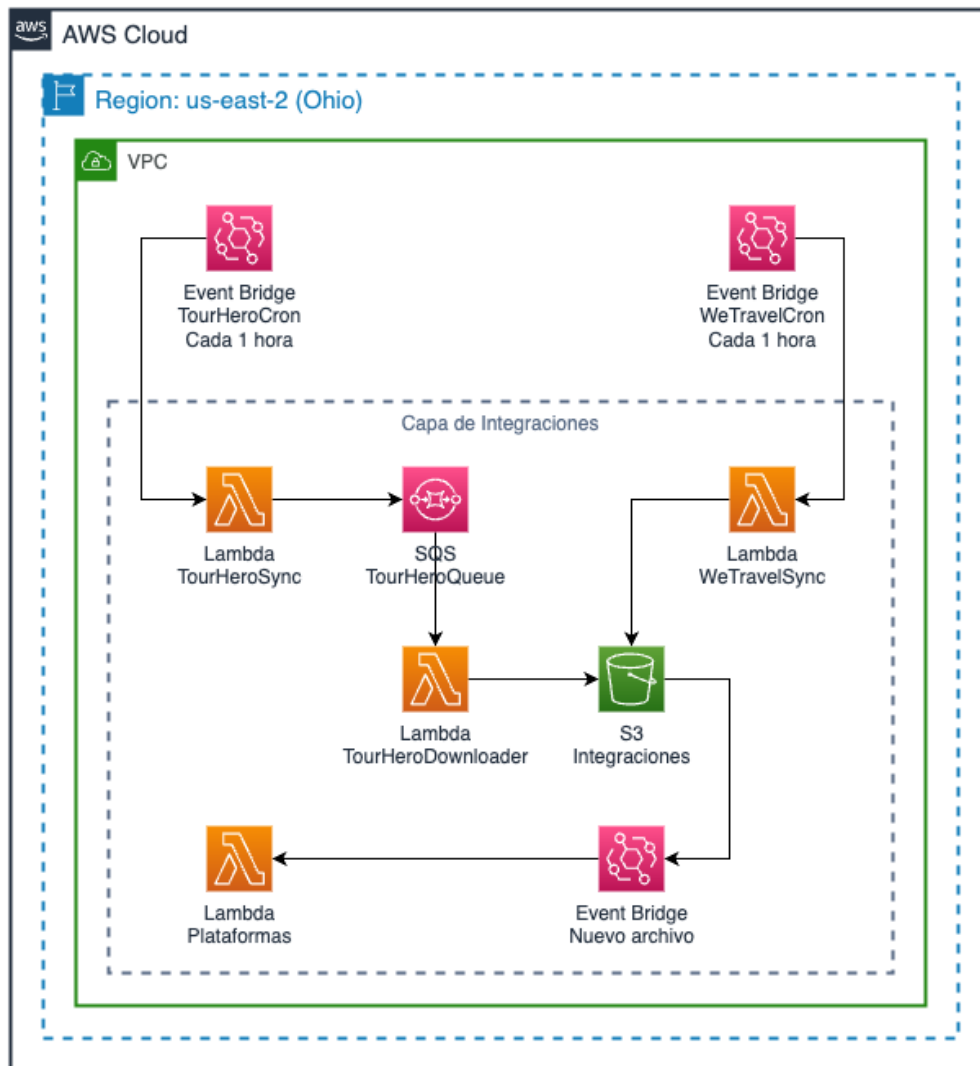 aws
AWS Cloud
Region: us-east-2 (Ohio)
VPC
Event Bridge
TourHeroCron
Cada 1 hora
Event Bridge
WeTravelCron
Cada 1 hora
Capa de Integraciones
Lambda
TourHeroSync
SQS
TourHeroQueue
Lambda
WeTravelSync
Lambda
TourHeroDownloader
S3
Integraciones
Lambda
Plataformas
Event Bridge
Nuevo archivo